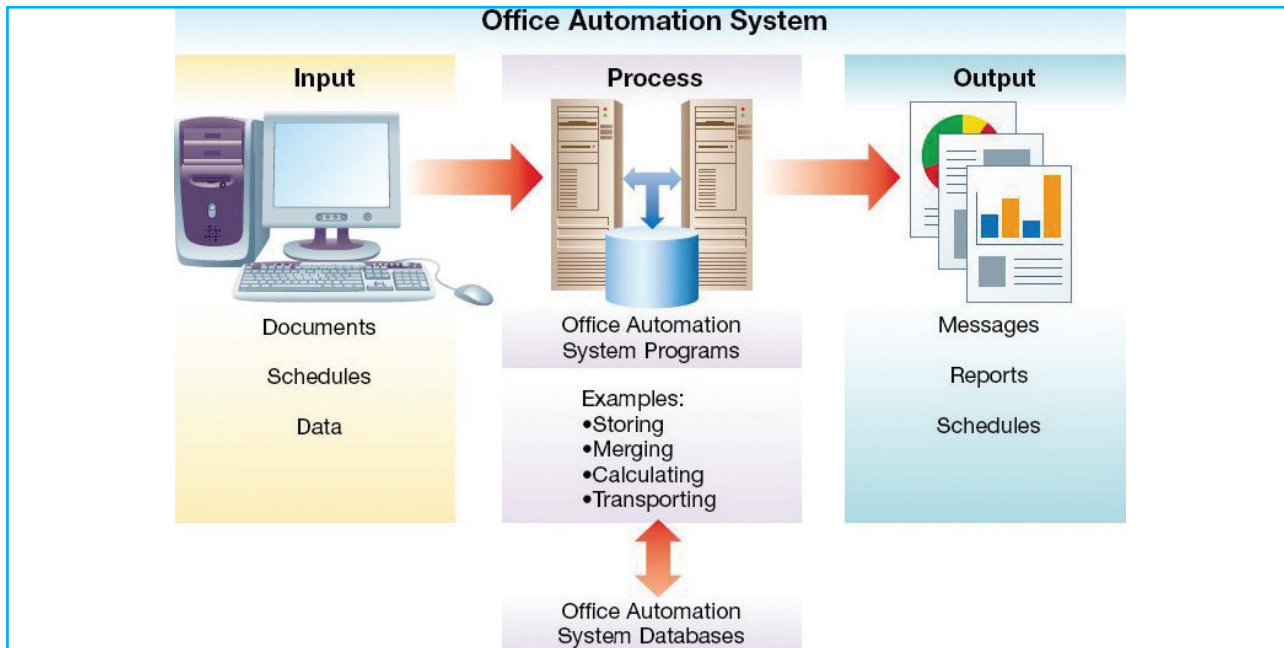 Office Automation System
Input
Process
Output
Documents
Schedules
Data
Office Automation
System Programs
Examples:
•Storing
•Merging
•Calculating
•Transporting
Messages
Reports
Schedules
Office Automation
System Databases